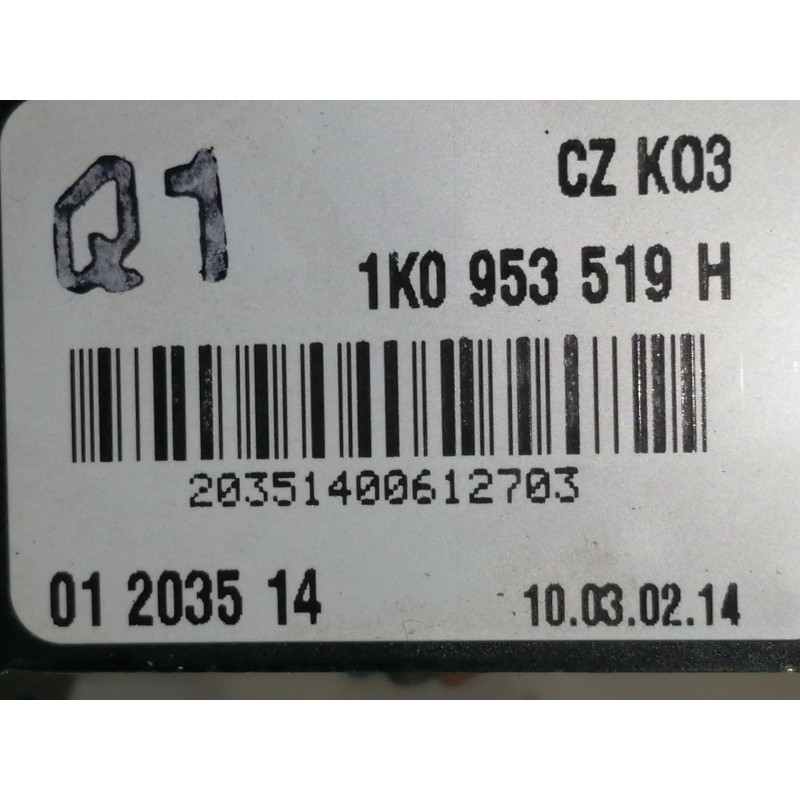 Q1
CZ K03
1K0 953 519 H
20351400612703
01 2035 14
10.03.02.14